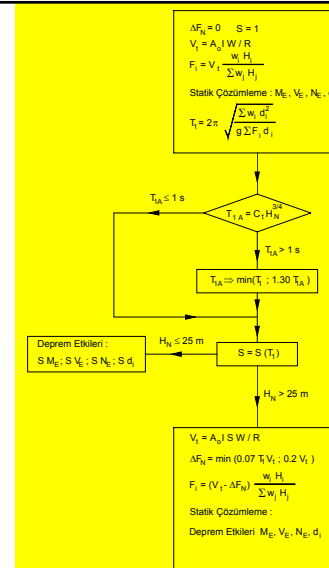 ΔF_N = 0 S = 1
V_t = A_o I W / R
F_i = V_t w_i H_i / Σ w_j H_j
Statik Çözümleme : M_E, V_E, N_E,
T_1 = 2π √( Σ w_i d_i^2 / g Σ F_i d_i )
T_1A ≤ 1 s
T_1A = C_t H_N^3/4
T_1A > 1 s
T_1A ⇒ min(T_1 ; 1.30 T_1A )
Deprem Etkileri :
S M_E ; S V_E ; S N_E ; S d_i
H_N ≤ 25 m
S = S (T_1)
H_N > 25 m
V_t = A_o I S W / R
ΔF_N = min (0.07 T_1 V_t ; 0.2 V_t )
F_i = (V_t - ΔF_N) w_i H_i / Σ w_j H_j
Statik Çözümleme :
Deprem Etkileri M_E, V_E, N_E, d_i